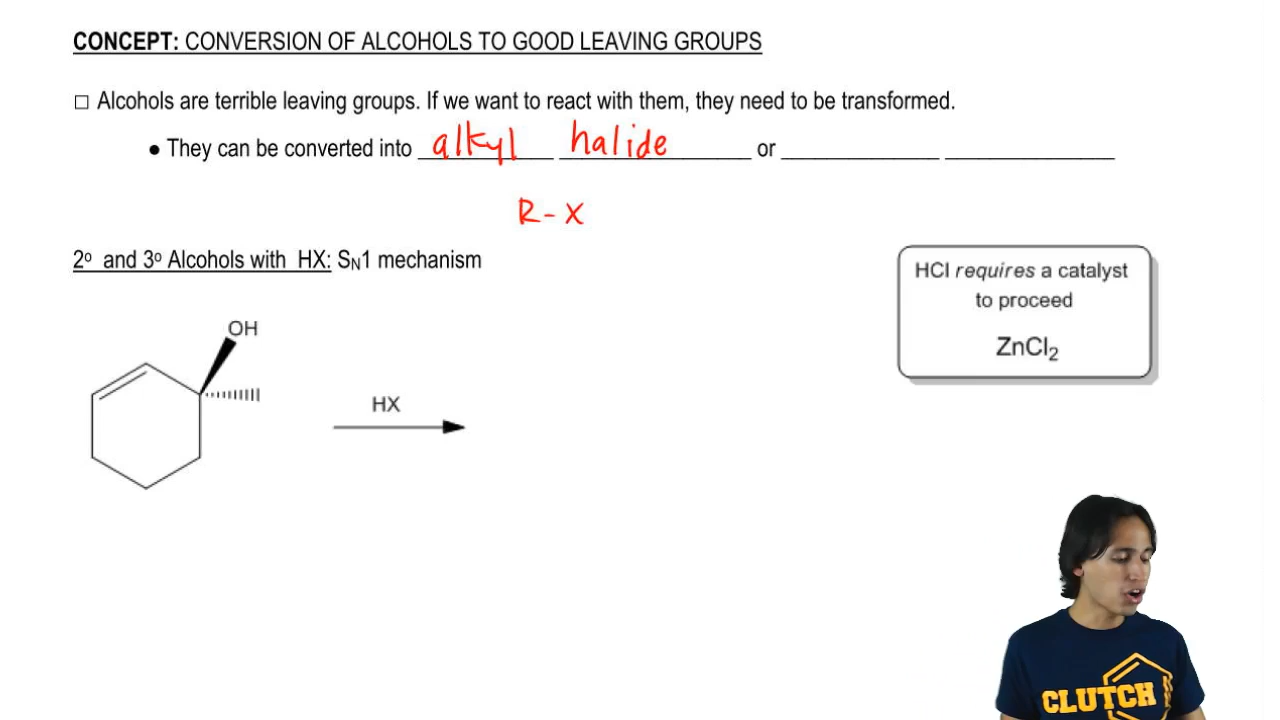 CONCEPT: CONVERSION OF ALCOHOLS TO GOOD LEAVING GROUPS
□ Alcohols are terrible leaving groups. If we want to react with them, they need to be transformed.
● They can be converted into alkyl halide or
R-X
2º and 3º Alcohols with HX: SN1 mechanism
HCl requires a catalyst
to proceed
ZnCl2
OH
HX
CLUTCH